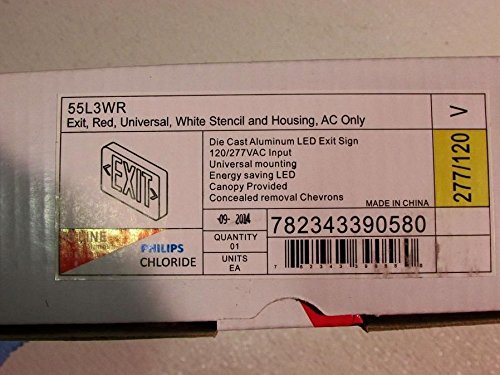 55L3WR
Exit, Red, Universal, White Stencil and Housing, AC Only
V
EXIT
Die Cast Aluminum LED Exit Sign
120/277VAC Input
Universal mounting
Energy saving LED
Canopy Provided
Concealed removal Chevrons
MADE IN CHINA
277/120
09- 2014
782343390580
QUANTITY
01
UNITS
EA
PHILIPS
CHLORIDE